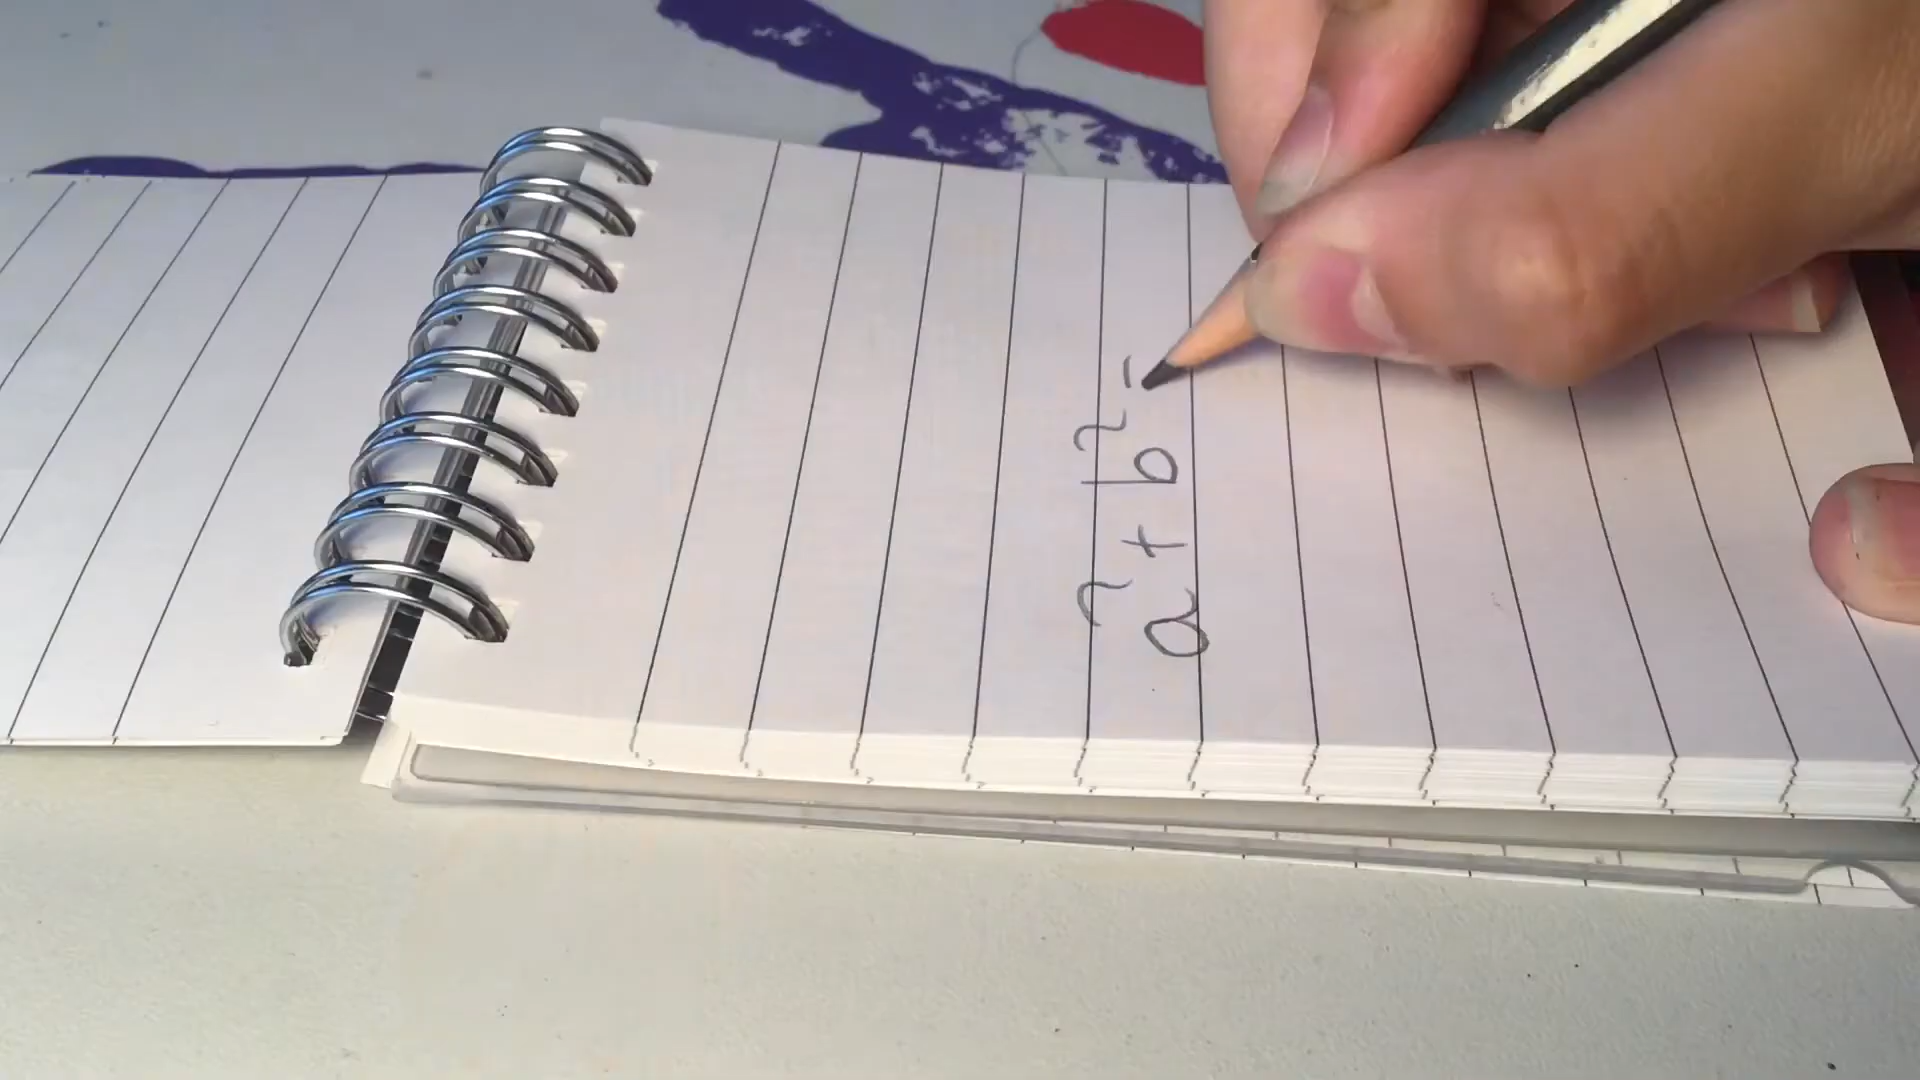 a² + b² -